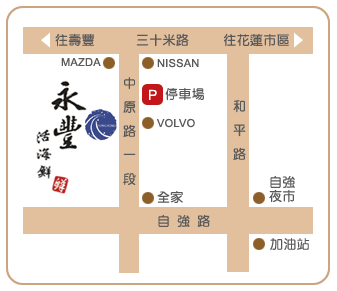 往壽豐
三十米路
往花蓮市區
MAZDA
NISSAN
P 停車場
VOLVO
中原路一段
和平路
永豐
活海鮮
全家
自強
夜市
自強路
加油站